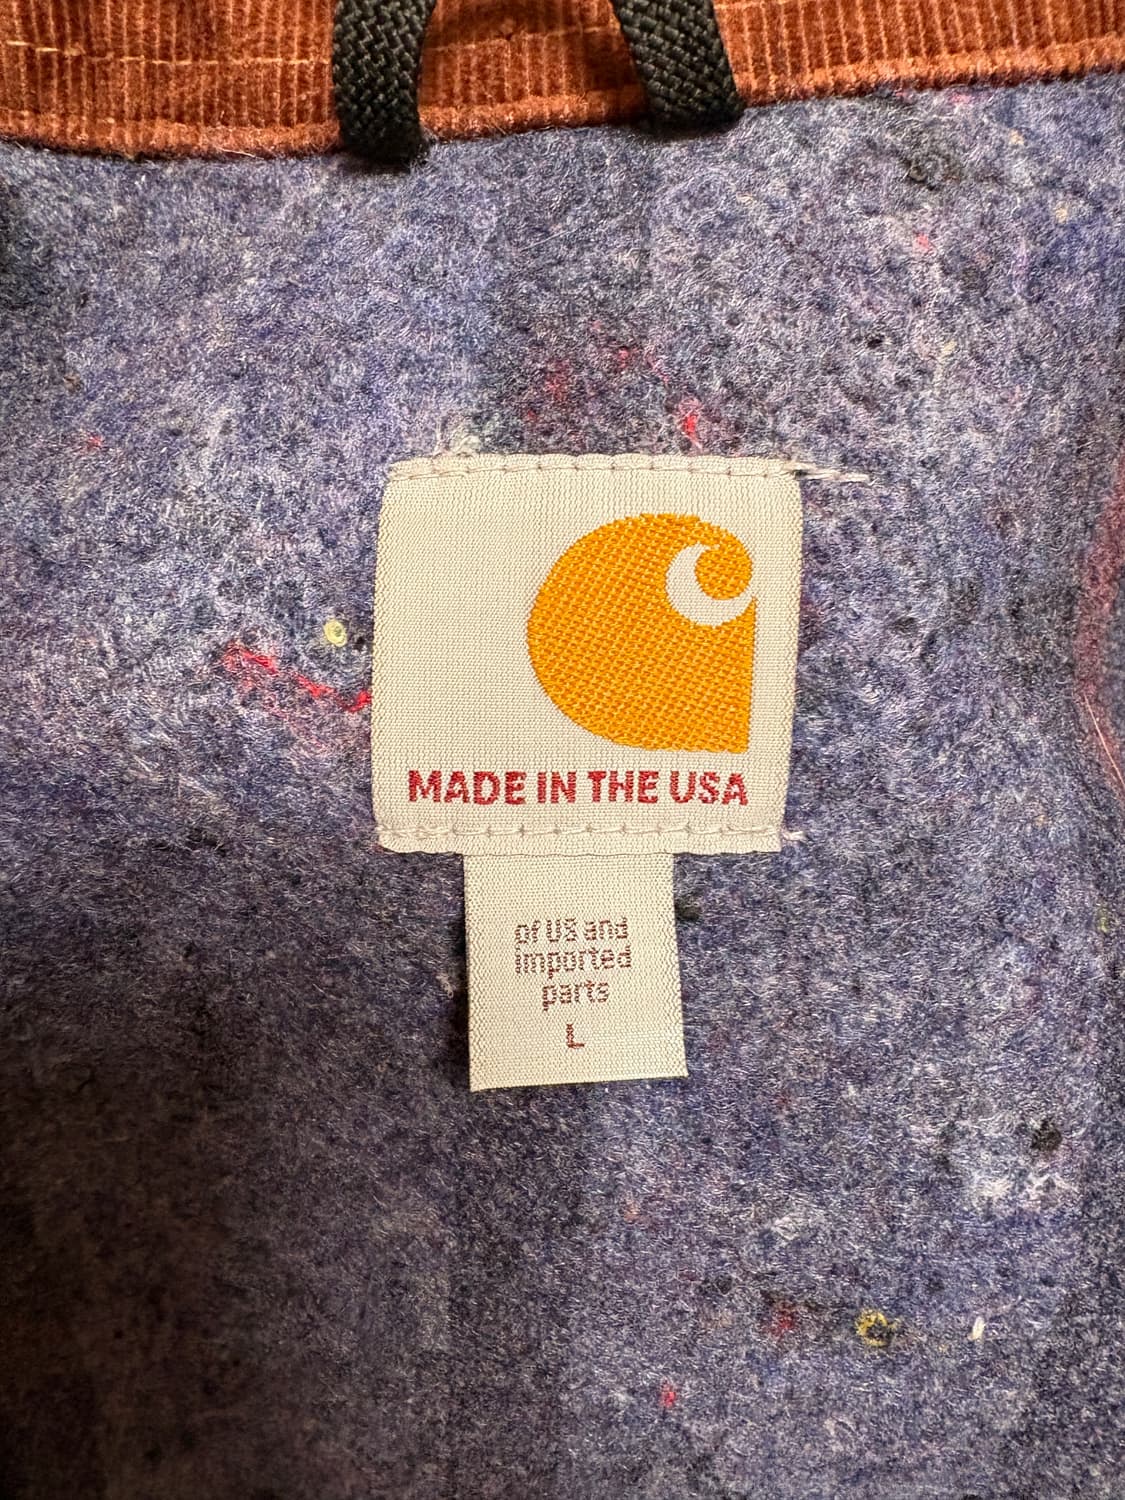 MADE IN THE USA
of US and
imported
parts
L